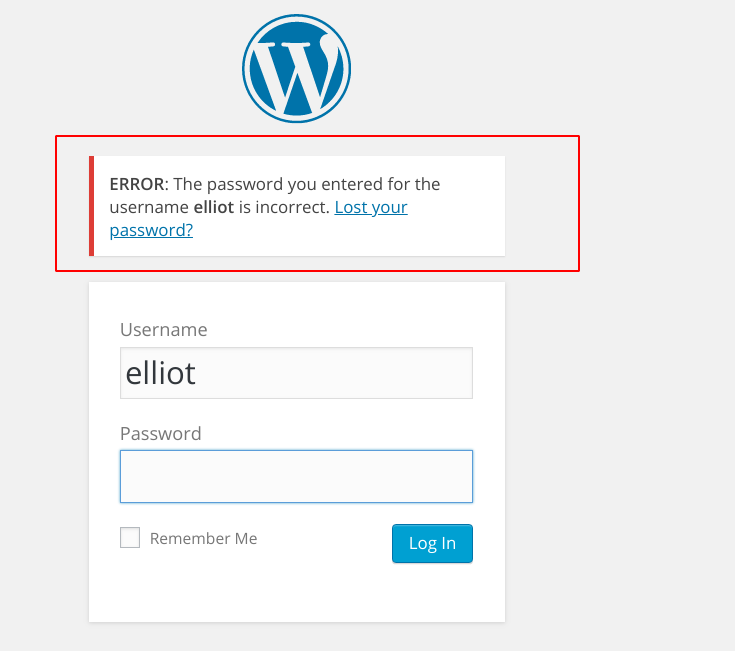 ERROR: The password you entered for the
username elliot is incorrect. Lost your
password?
Username
elliot
Password
Remember Me
Log In